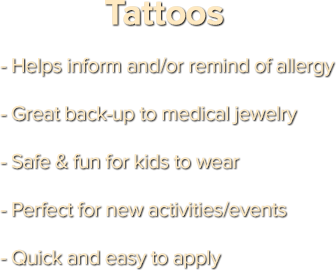 Tattoos
- Helps inform and/or remind of allergy
- Great back-up to medical jewelry
- Safe & fun for kids to wear
- Perfect for new activities/events
- Quick and easy to apply